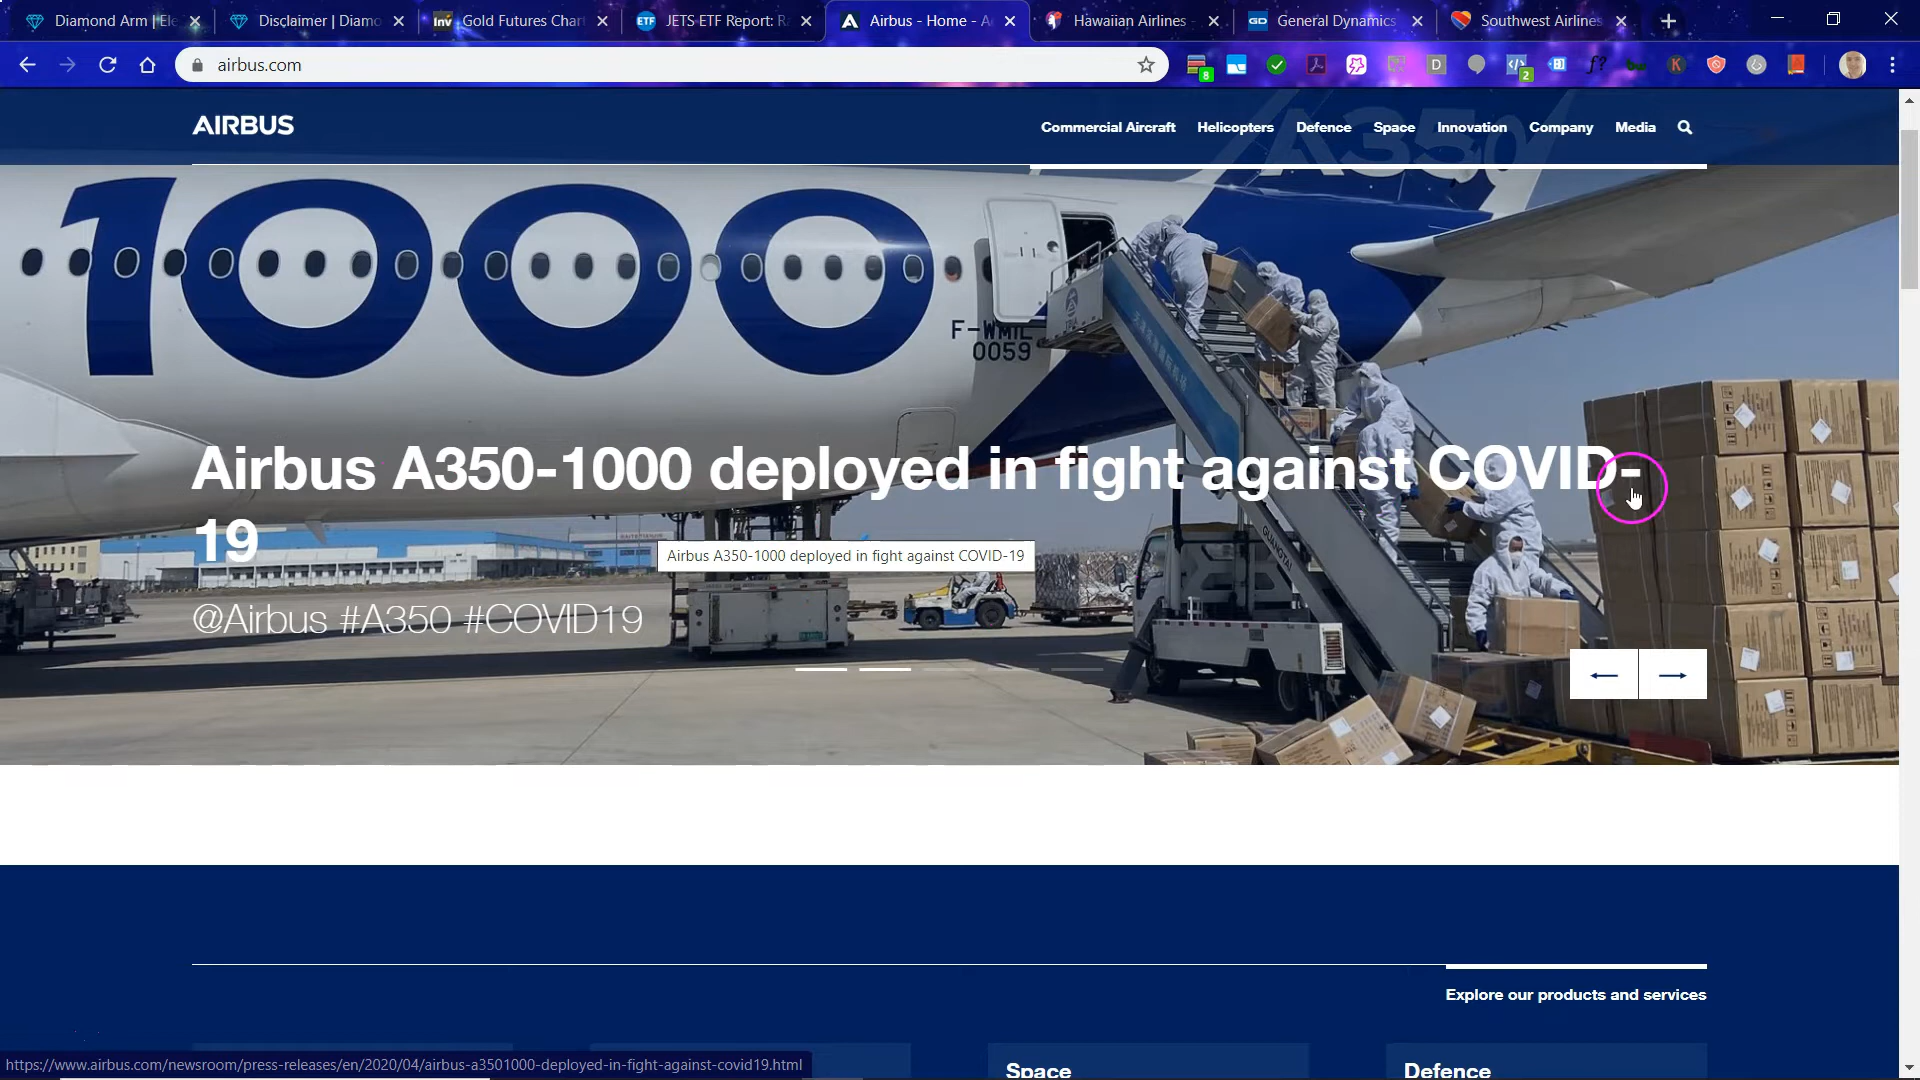 Diamond Arm | Ele
Disclaimer | Diamo
Gold Futures Chart
JETS ETF Report: R
Airbus - Home - A
Hawaiian Airlines -
General Dynamics
Southwest Airlines
airbus.com
AIRBUS
Commercial Aircraft
Helicopters
Defence
Space
Innovation
Company
Media
A350
1000
F-WMIL
0059
Airbus A350-1000 deployed in fight against COVID-
19
Airbus A350-1000 deployed in fight against COVID-19
@Airbus #A350 #COVID19
Explore our products and services
Space
Defence
https://www.airbus.com/newsroom/press-releases/en/2020/04/airbus-a3501000-deployed-in-fight-against-covid19.html